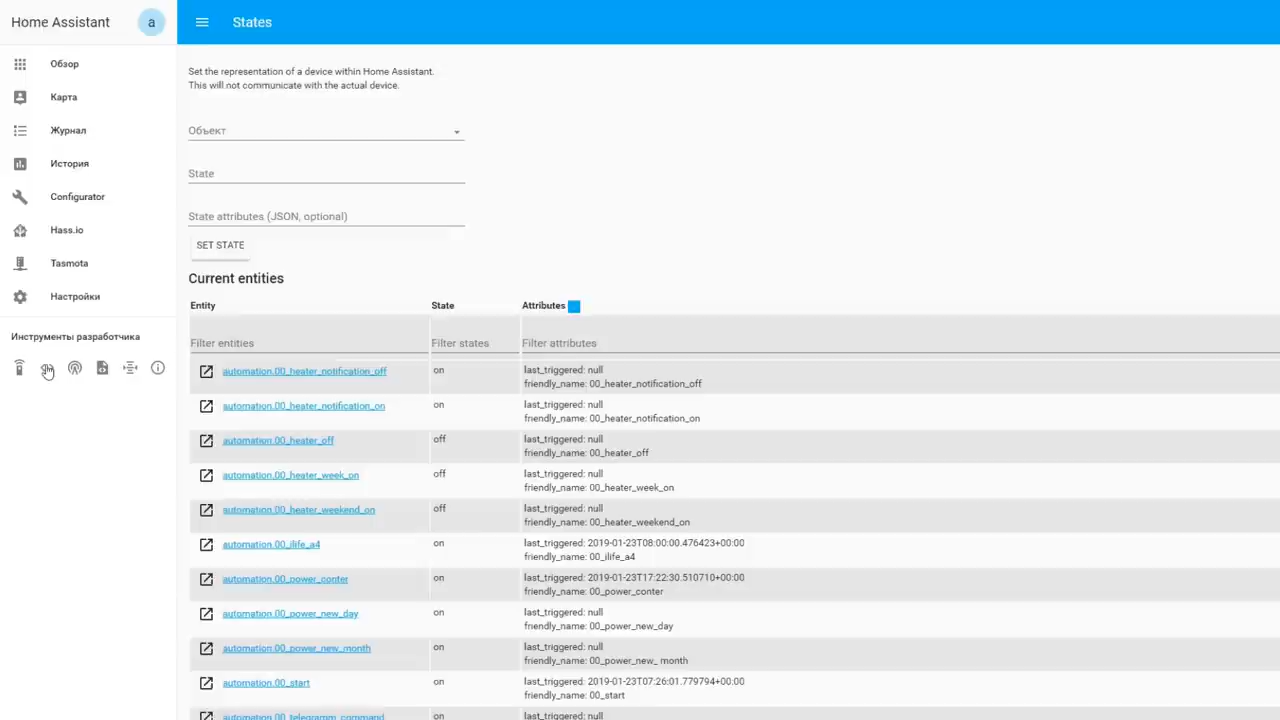 Home Assistant
a
States
Обзор
Карта
Журнал
История
Configurator
Hass.io
Tasmota
Настройки
Инструменты разработчика
Set the representation of a device within Home Assistant.
This will not communicate with the actual device.
Объект
State
State attributes (JSON, optional)
SET STATE
Current entities
Entity State Attributes
Filter entities Filter states Filter attributes
automation.00_heater_notification_off on last_triggered: null
friendly_name: 00_heater_notification_off
automation.00_heater_notification_on on last_triggered: null
friendly_name: 00_heater_notification_on
automation.00_heater_off off last_triggered: null
friendly_name: 00_heater_off
automation.00_heater_week_on off last_triggered: null
friendly_name: 00_heater_week_on
automation.00_heater_weekend_on off last_triggered: null
friendly_name: 00_heater_weekend_on
automation.00_ilife_a4 on last_triggered: 2019-01-23T08:00:00.476423+00:00
friendly_name: 00_ilife_a4
automation.00_power_conter on last_triggered: 2019-01-23T17:22:30.510710+00:00
friendly_name: 00_power_conter
automation.00_power_new_day on last_triggered: null
friendly_name: 00_power_new_day
automation.00_power_new_month on last_triggered: null
friendly_name: 00_power_new_ month
automation.00_start on last_triggered: 2019-01-23T07:26:01.779794+00:00
friendly_name: 00_start
automation.00_telegramm_command on last_triggered: null